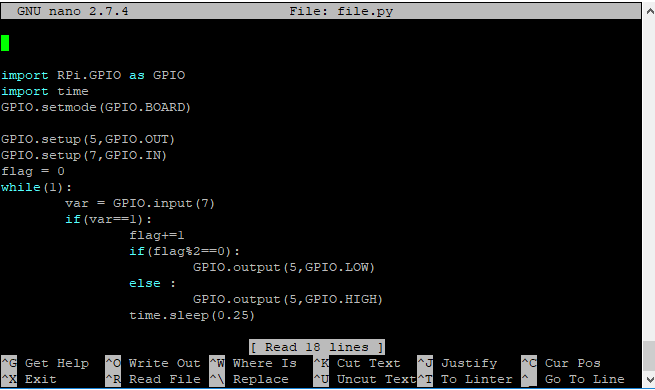 GNU nano 2.7.4 File: file.py
import RPi.GPIO as GPIO
import time
GPIO.setmode(GPIO.BOARD)
GPIO.setup(5,GPIO.OUT)
GPIO.setup(7,GPIO.IN)
flag = 0
while(1):
        var = GPIO.input(7)
        if(var==1):
                flag+=1
                if(flag%2==0):
                        GPIO.output(5,GPIO.LOW)
                else :
                        GPIO.output(5,GPIO.HIGH)
                time.sleep(0.25)
[ Read 18 lines ]
^G Get Help ^O Write Out ^W Where Is ^K Cut Text ^J Justify ^C Cur Pos
^X Exit ^R Read File ^\ Replace ^U Uncut Text^T To Linter ^_ Go To Line